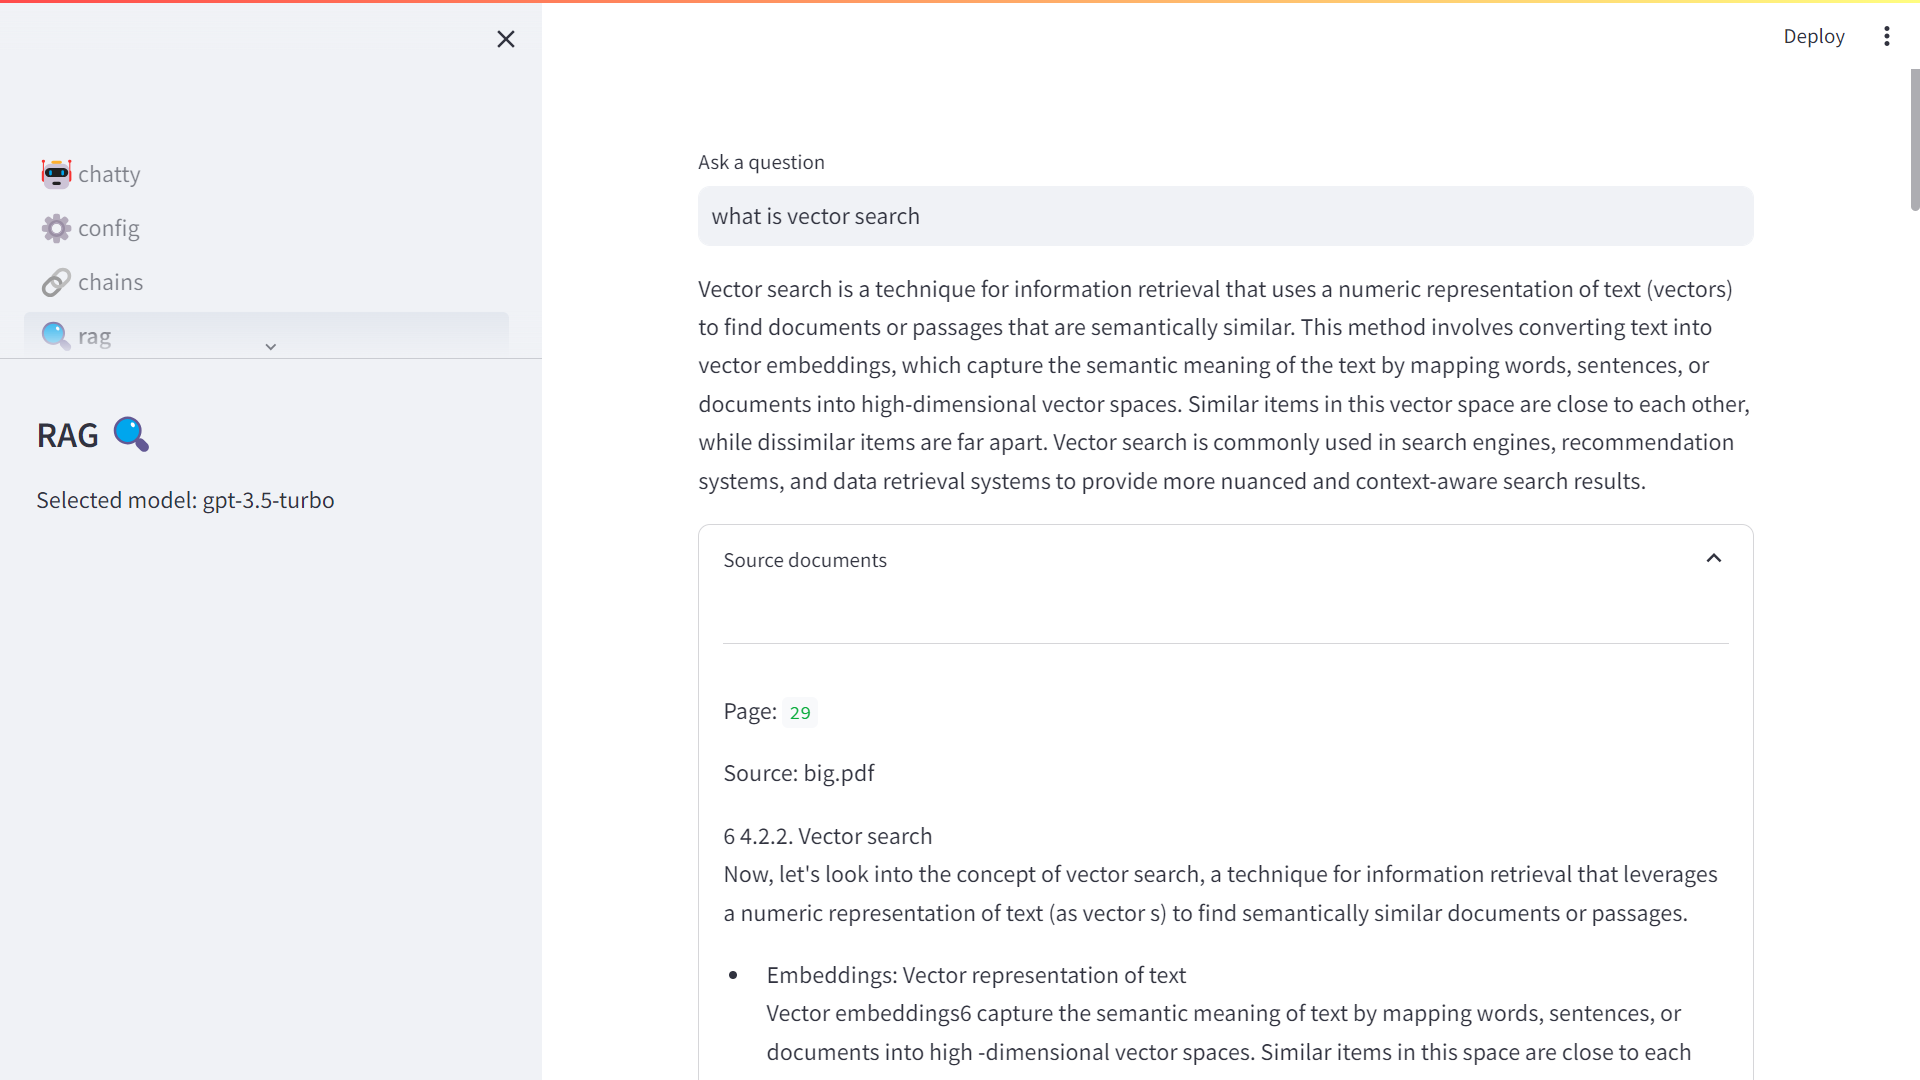 Deploy
chatty
config
chains
rag
RAG
Selected model: gpt-3.5-turbo
Ask a question
what is vector search
Vector search is a technique for information retrieval that uses a numeric representation of text (vectors)
to find documents or passages that are semantically similar. This method involves converting text into
vector embeddings, which capture the semantic meaning of the text by mapping words, sentences, or
documents into high-dimensional vector spaces. Similar items in this vector space are close to each other,
while dissimilar items are far apart. Vector search is commonly used in search engines, recommendation
systems, and data retrieval systems to provide more nuanced and context-aware search results.
Source documents
Page: 29
Source: big.pdf
6 4.2.2. Vector search
Now, let's look into the concept of vector search, a technique for information retrieval that leverages
a numeric representation of text (as vector s) to find semantically similar documents or passages.
• Embeddings: Vector representation of text
Vector embeddings6 capture the semantic meaning of text by mapping words, sentences, or
documents into high -dimensional vector spaces. Similar items in this space are close to each